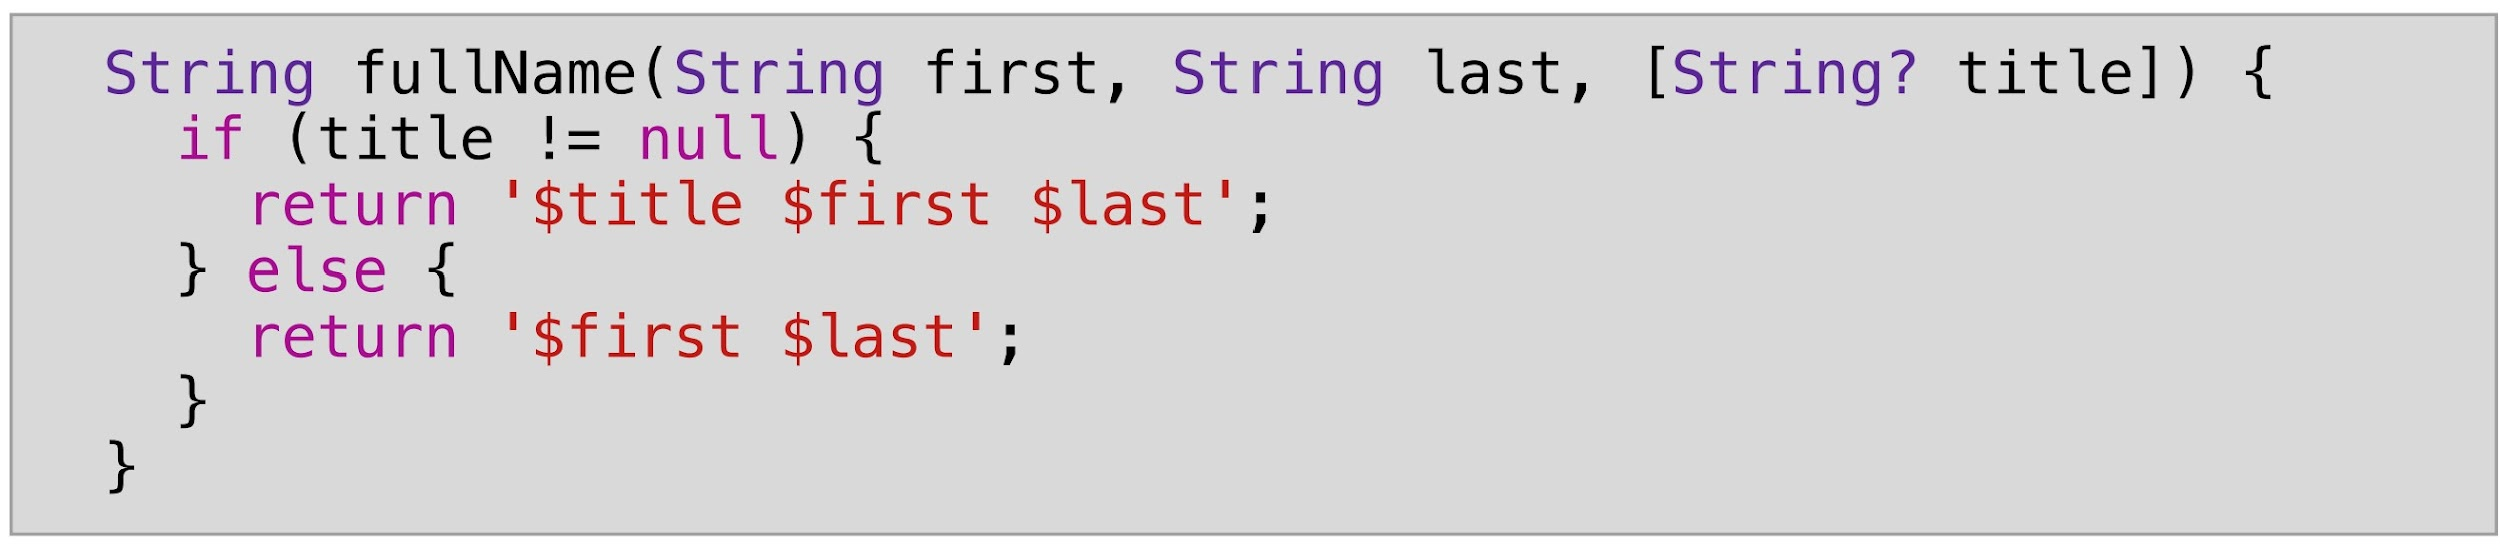 String fullName(String first, String last, [String? title]) {
if (title != null) {
return '$title $first $last';
} else {
return '$first $last';
}
}